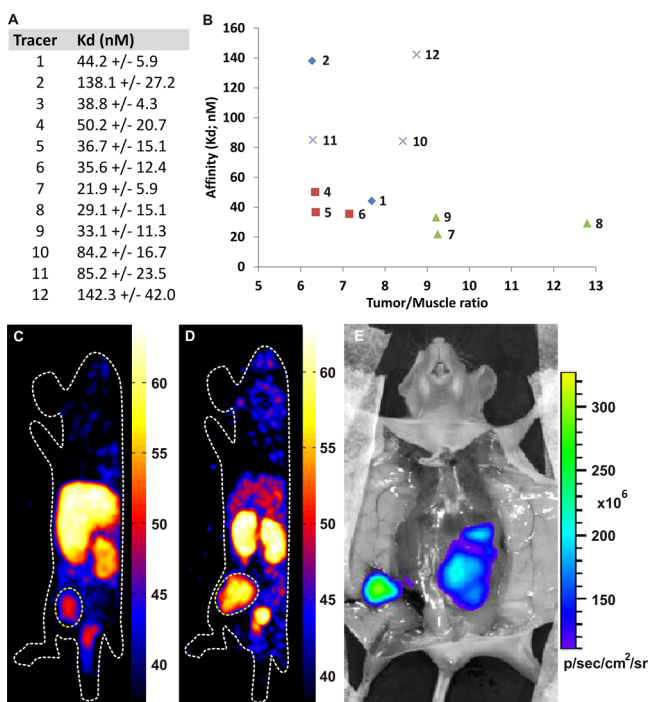 A
Tracer Kd (nM)
1 44.2 +/- 5.9
2 138.1 +/- 27.2
3 38.8 +/- 4.3
4 50.2 +/- 20.7
5 36.7 +/- 15.1
6 35.6 +/- 12.4
7 21.9 +/- 5.9
8 29.1 +/- 15.1
9 33.1 +/- 11.3
10 84.2 +/- 16.7
11 85.2 +/- 23.5
12 142.3 +/- 42.0
B
Affinity (Kd; nM)
160
140
120
100
80
60
40
20
0
2
12
11
10
4
5
6
1
9
7
8
5 6 7 8 9 10 11 12 13
Tumor/Muscle ratio
C
60
55
50
45
40
D
60
55
50
45
40
E
300
250
x10⁶
200
150
110
p/sec/cm²/sr